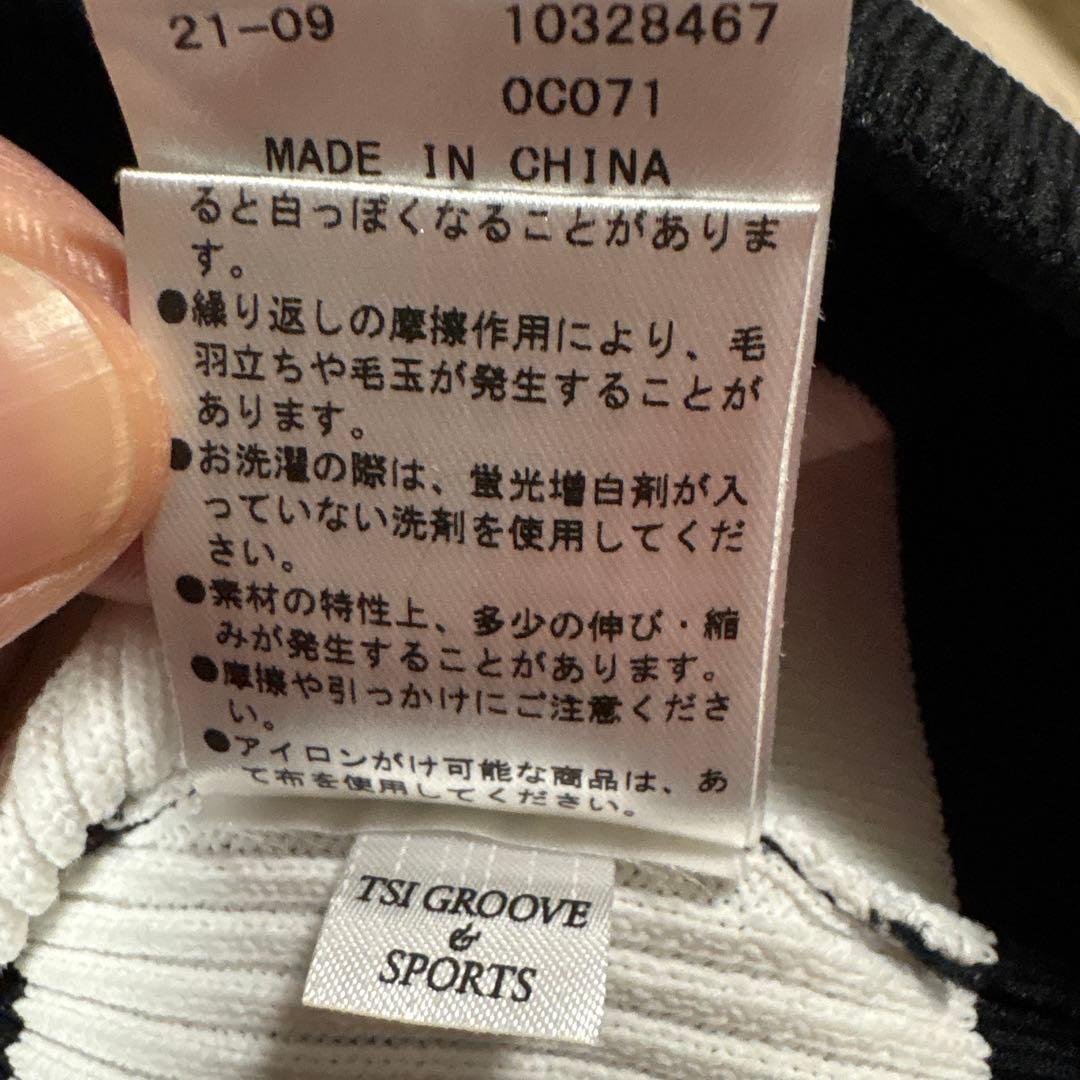 21-09 10328467
0C071
MADE IN CHINA
ると白っぽくなることがありま
す。
●繰り返しの摩擦作用により、毛
羽立ちや毛玉が発生することが
あります。
●お洗濯の際は、蛍光増白剤が入
っていない洗剤を使用してくだ
さい。
●素材の特性上、多少の伸び・縮
みが発生することがあります。
●摩擦や引っかけにご注意くださ
い。
●アイロンがけ可能な商品は、あ
て布を使用してください。
TSI GROOVE
&
SPORTS